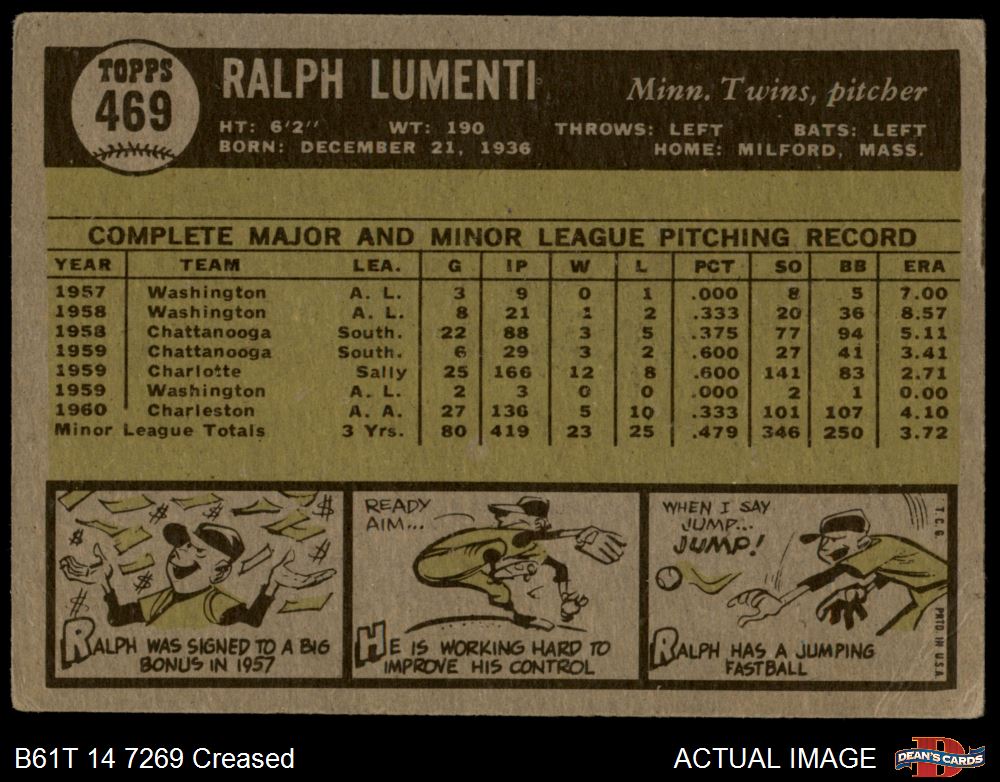 TOPPS
469
RALPH LUMENTI
Minn. Twins, pitcher
HT: 6'2'' WT: 190 THROWS: LEFT BATS: LEFT
BORN: DECEMBER 21, 1936 HOME: MILFORD, MASS.
COMPLETE MAJOR AND MINOR LEAGUE PITCHING RECORD
YEAR TEAM LEA. G IP W L PCT SO BB ERA
1957 Washington A. L. 3 9 0 1 .000 8 5 7.00
1958 Washington A. L. 8 21 1 2 .333 20 36 8.57
1958 Chattanooga South. 22 88 3 5 .375 77 94 5.11
1959 Chattanooga South. 6 29 3 2 .600 27 41 3.41
1959 Charlotte Sally 25 166 12 8 .600 141 83 2.71
1959 Washington A. L. 2 3 0 0 .000 2 1 0.00
1960 Charleston A. A. 27 136 5 10 .333 101 107 4.10
Minor League Totals 3 Yrs. 80 419 23 25 .479 346 250 3.72
RALPH WAS SIGNED TO A BIG
BONUS IN 1957
READY
AIM...
HE IS WORKING HARD TO
IMPROVE HIS CONTROL
WHEN I SAY
JUMP...
JUMP!
RALPH HAS A JUMPING
FASTBALL
T. C. G.
PRTD IN U.S.A.
B61T 14 7269 Creased
ACTUAL IMAGE
DEAN'S CARDS